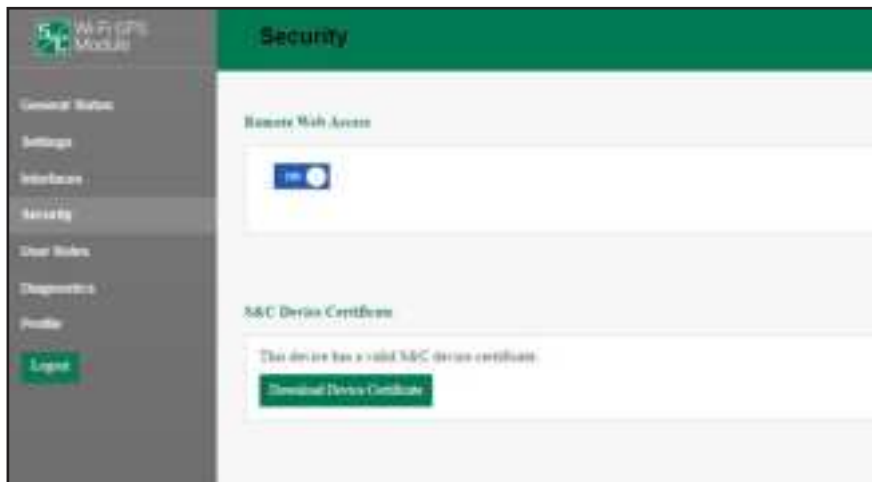 S&C Wi-Fi GPS
Module
Security
General Status
Settings
Interfaces
Security
User Roles
Diagnostics
Profile
Logout
Remote Web Access
ON
S&C Device Certificate
This device has a valid S&C device certificate.
Download Device Certificate